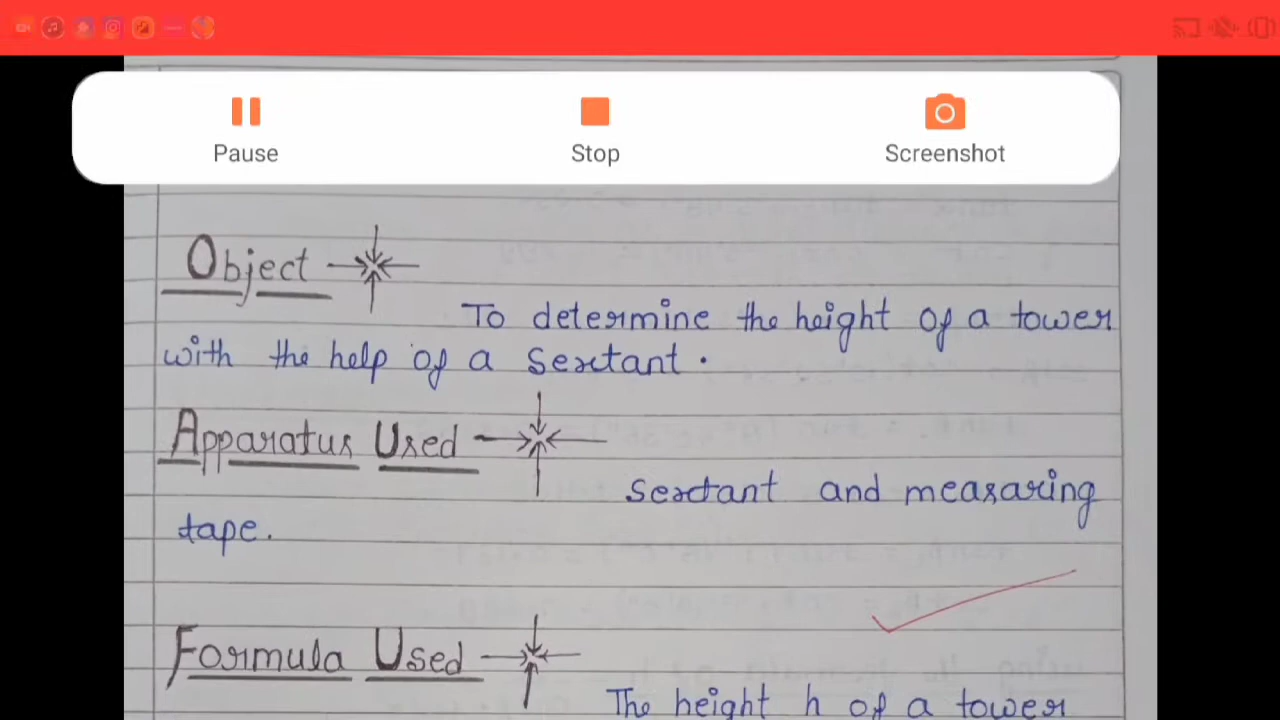 Pause Stop Screenshot
Object
To determine the height of a tower
with the help of a Sextant.
Apparatus Used
Sextant and measaring
tape.
Formula Used
The height h of a tower